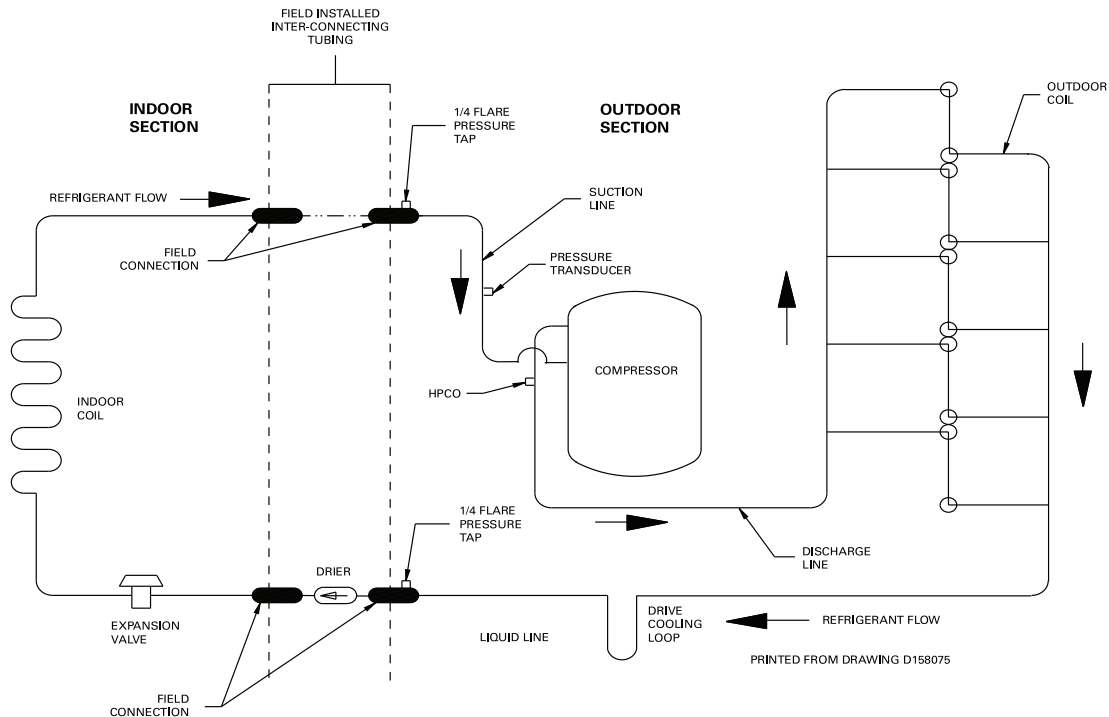 FIELD INSTALLED
INTER-CONNECTING
TUBING
INDOOR
SECTION
1/4 FLARE
PRESSURE
TAP
OUTDOOR
SECTION
OUTDOOR
COIL
REFRIGERANT FLOW
SUCTION
LINE
FIELD
CONNECTION
PRESSURE
TRANSDUCER
COMPRESSOR
HPCO
INDOOR
COIL
1/4 FLARE
PRESSURE
TAP
DISCHARGE
LINE
DRIER
EXPANSION
VALVE
LIQUID LINE
DRIVE
COOLING
LOOP
REFRIGERANT FLOW
PRINTED FROM DRAWING D158075
FIELD
CONNECTION